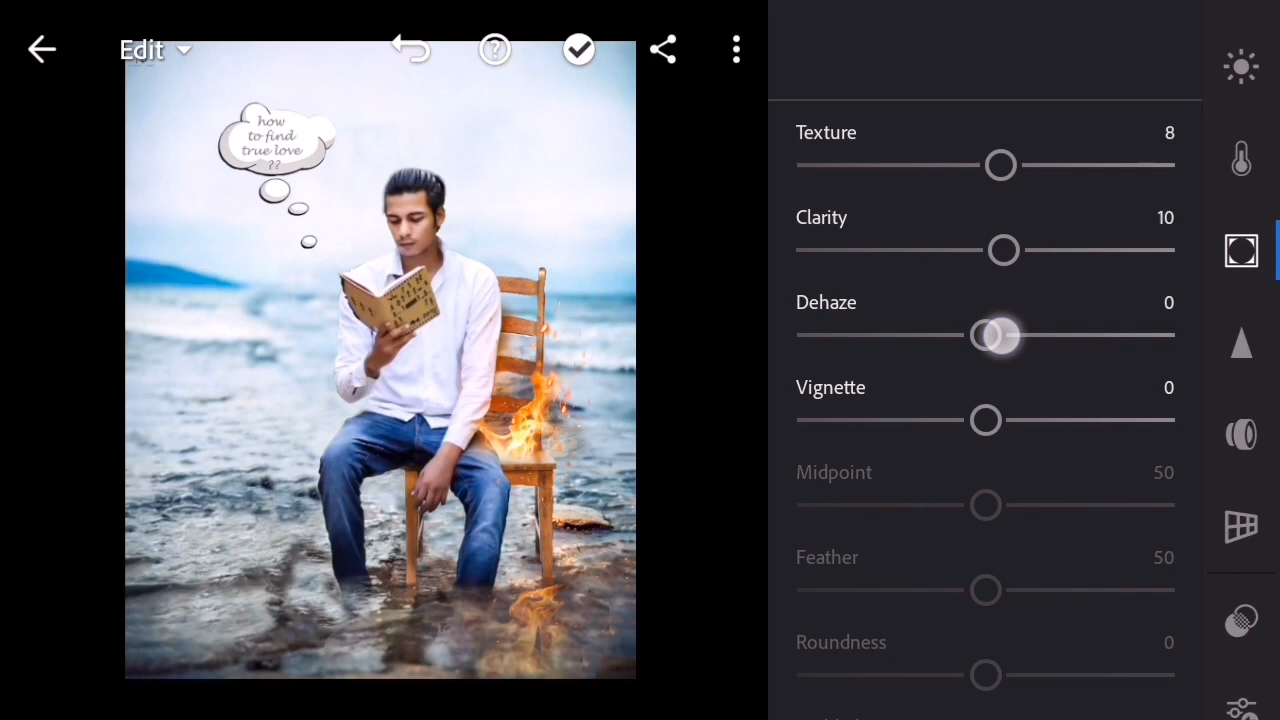 Edit
how
to find
true love
??
Texture 8
Clarity 10
Dehaze 0
Vignette 0
Midpoint 50
Feather 50
Roundness 0